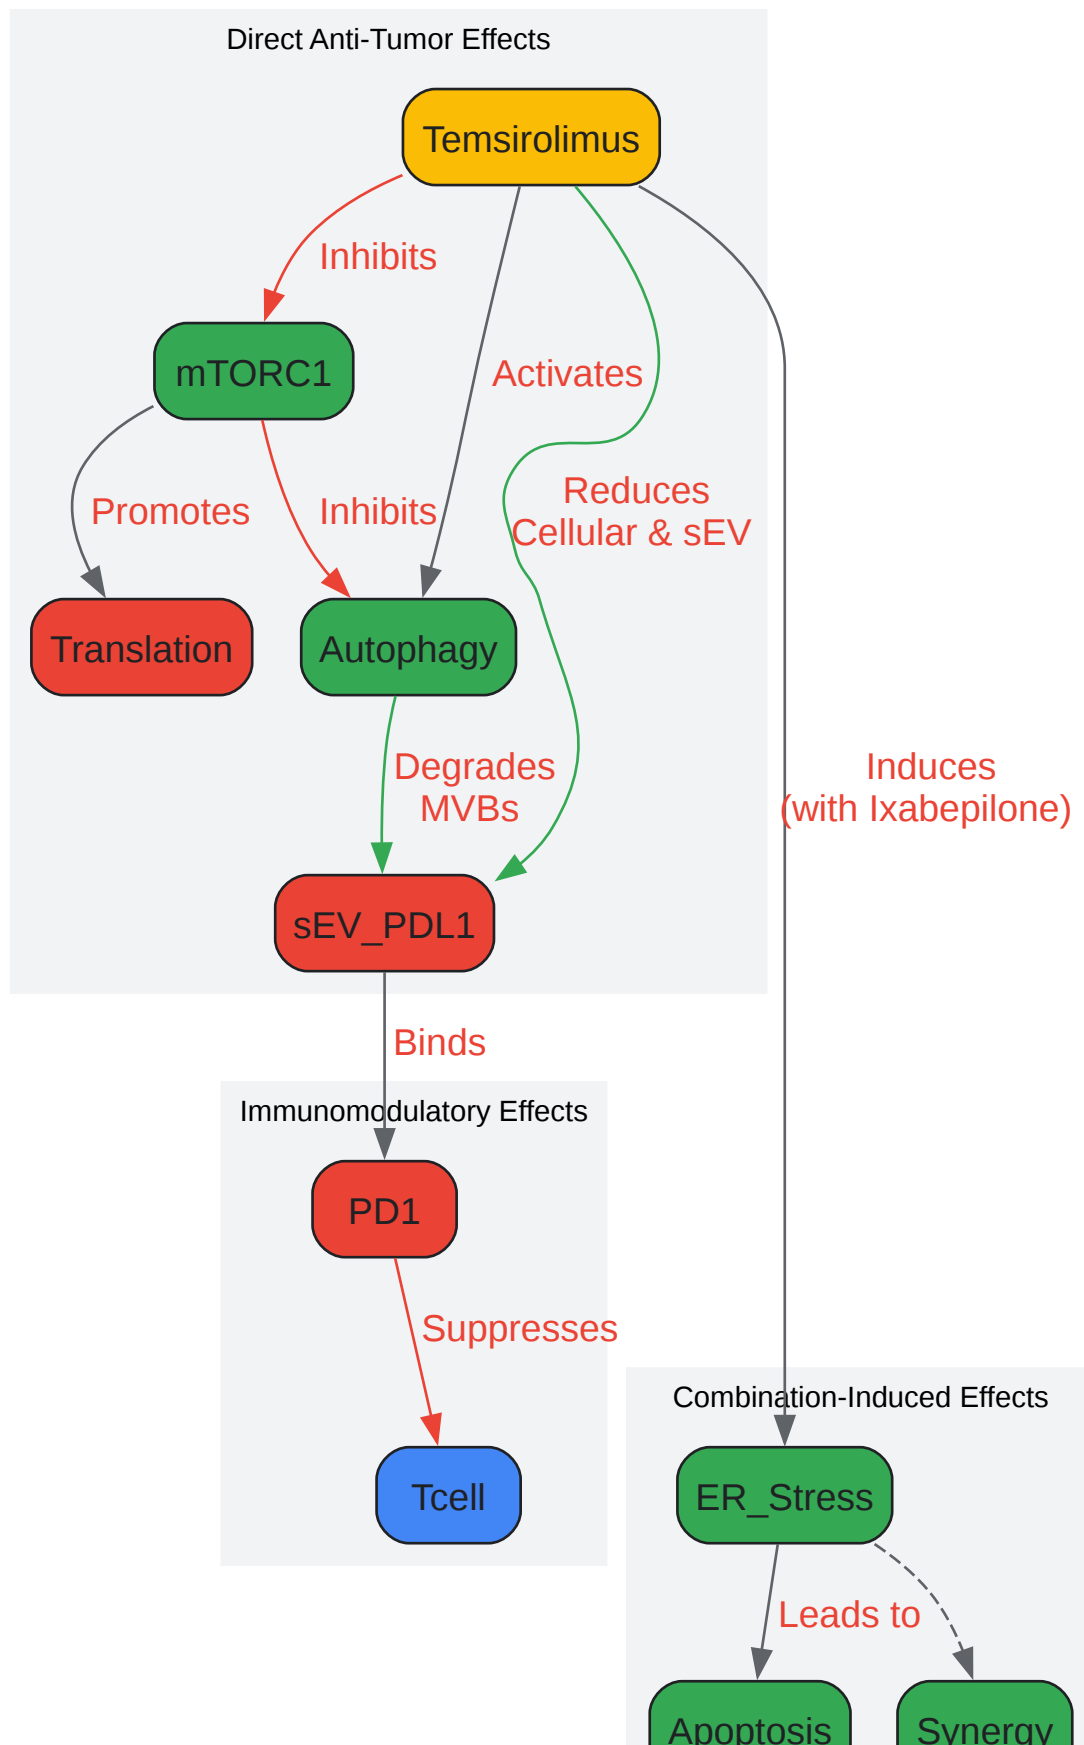 Direct Anti-Tumor Effects
Temsirolimus
Inhibits
mTORC1
Activates
Promotes
Inhibits
Reduces
Cellular & sEV
Translation
Autophagy
Degrades
MVBs
Induces
(with Ixabepilone)
sEV_PDL1
Binds
Immunomodulatory Effects
PD1
Suppresses
Combination-Induced Effects
Tcell
ER_Stress
Leads to
Apoptosis
Synergy